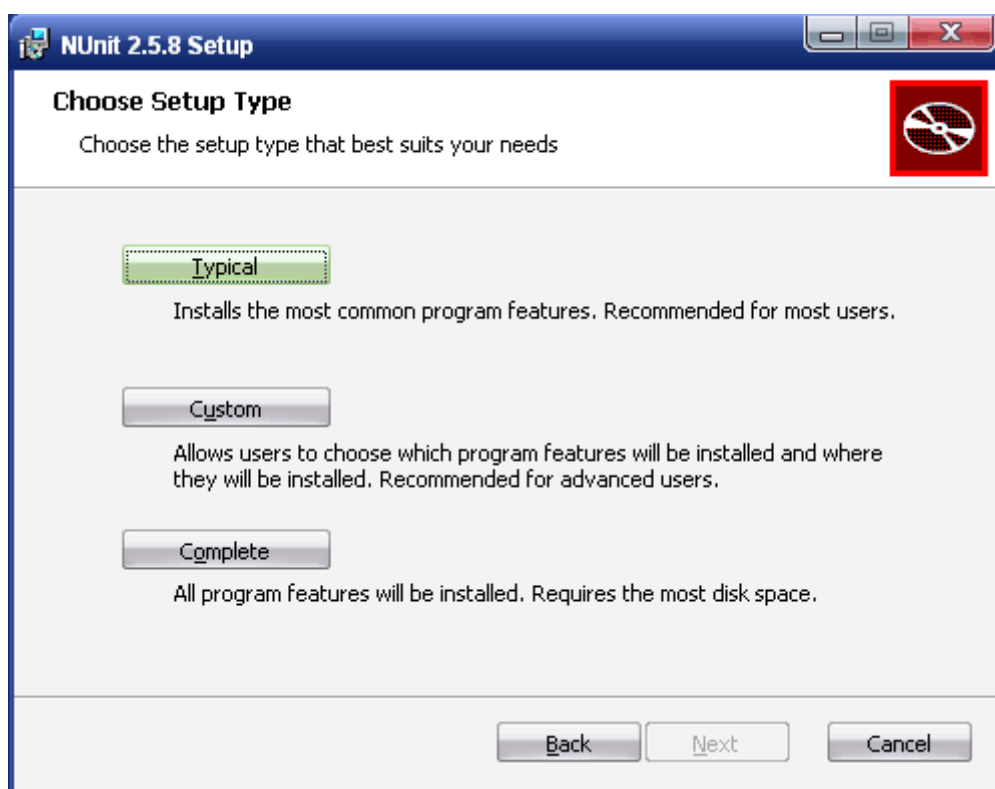 NUnit 2.5.8 Setup
Choose Setup Type
Choose the setup type that best suits your needs
Typical
Installs the most common program features. Recommended for most users.
Custom
Allows users to choose which program features will be installed and where
they will be installed. Recommended for advanced users.
Complete
All program features will be installed. Requires the most disk space.
Back Next Cancel